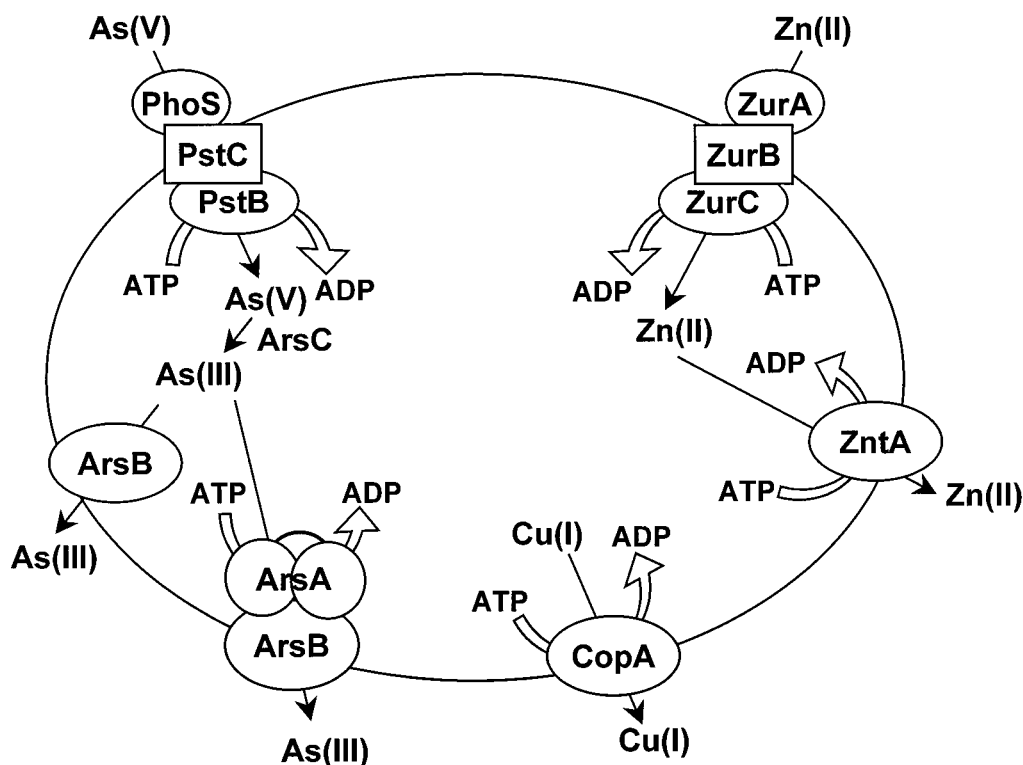 As(V)
Zn(II)
PhoS
ZurA
PstC
ZurB
PstB
ZurC
ATP
As(V)
ADP
ADP
ATP
ArsC
Zn(II)
As(III)
ADP
ArsB
ZntA
ATP
ADP
ATP
Zn(II)
As(III)
Cu(I)
ADP
ArsA
ATP
ArsB
CopA
As(III)
Cu(I)